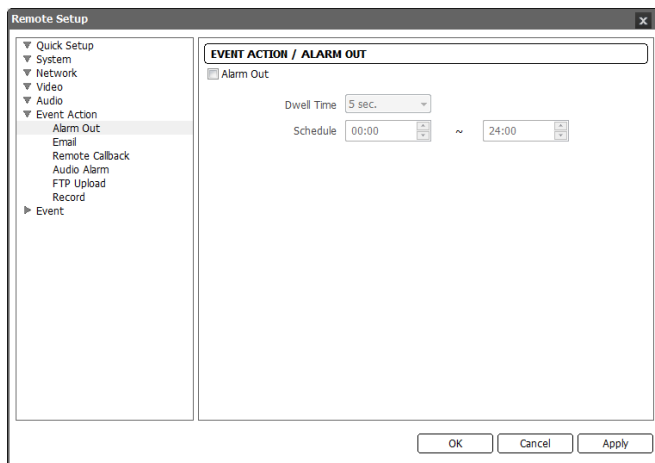 Remote Setup
Quick Setup
System
Network
Video
Audio
Event Action
Alarm Out
Email
Remote Callback
Audio Alarm
FTP Upload
Record
Event
EVENT ACTION / ALARM OUT
Alarm Out
Dwell Time 5 sec.
Schedule 00:00 ~ 24:00
OK Cancel Apply